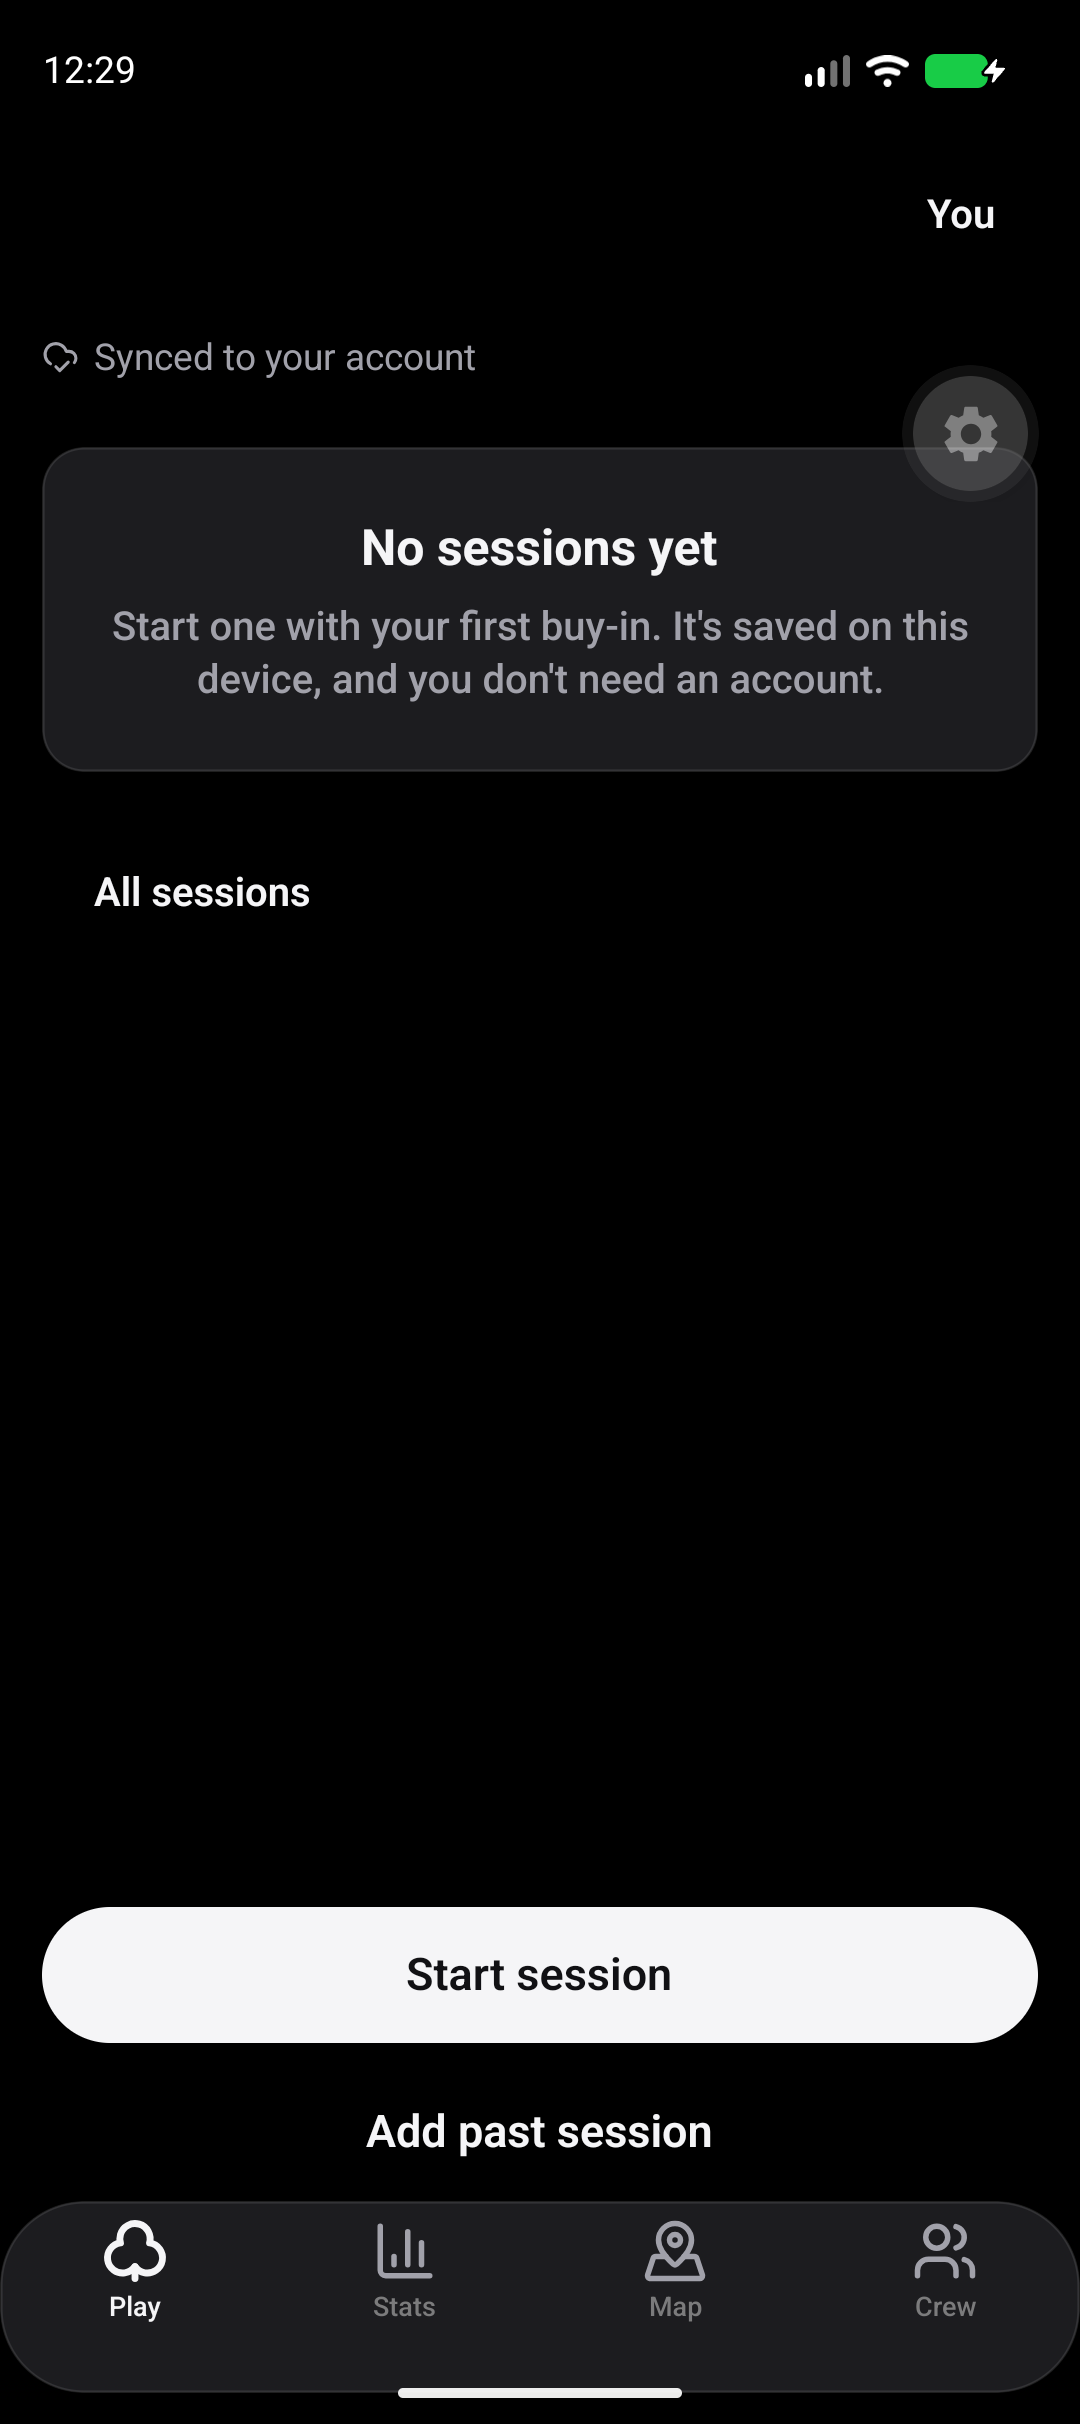 12:29
You
Synced to your account
No sessions yet
Start one with your first buy-in. It's saved on this
device, and you don't need an account.
All sessions
Start session
Add past session
Play
Stats
Map
Crew